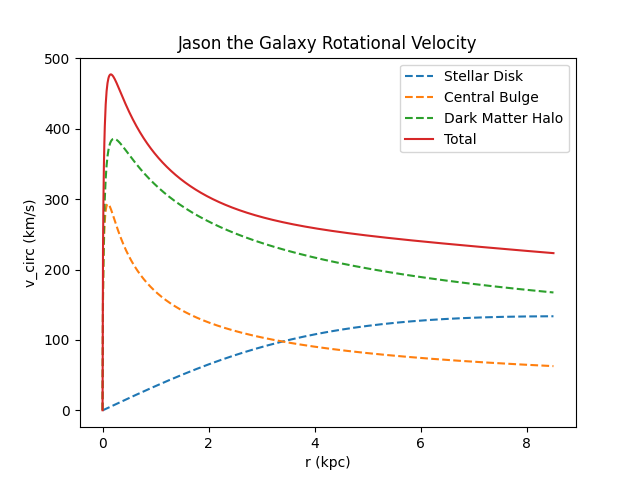 Jason the Galaxy Rotational Velocity
500
400
300
200
100
0
v_circ (km/s)
Stellar Disk
Central Bulge
Dark Matter Halo
Total
0 2 4 6 8
r (kpc)